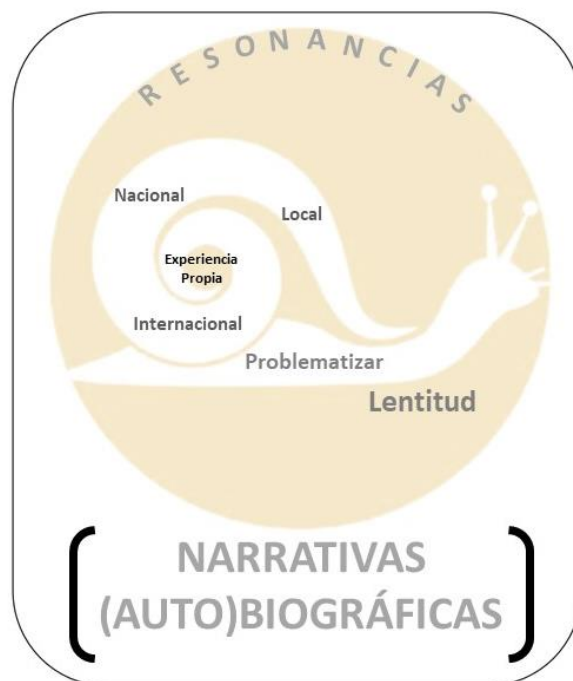 RESONANCIAS
Nacional
Local
Experiencia
Propia
Internacional
Problematizar
Lentitud
NARRATIVAS
(AUTO)BIOGRÁFICAS